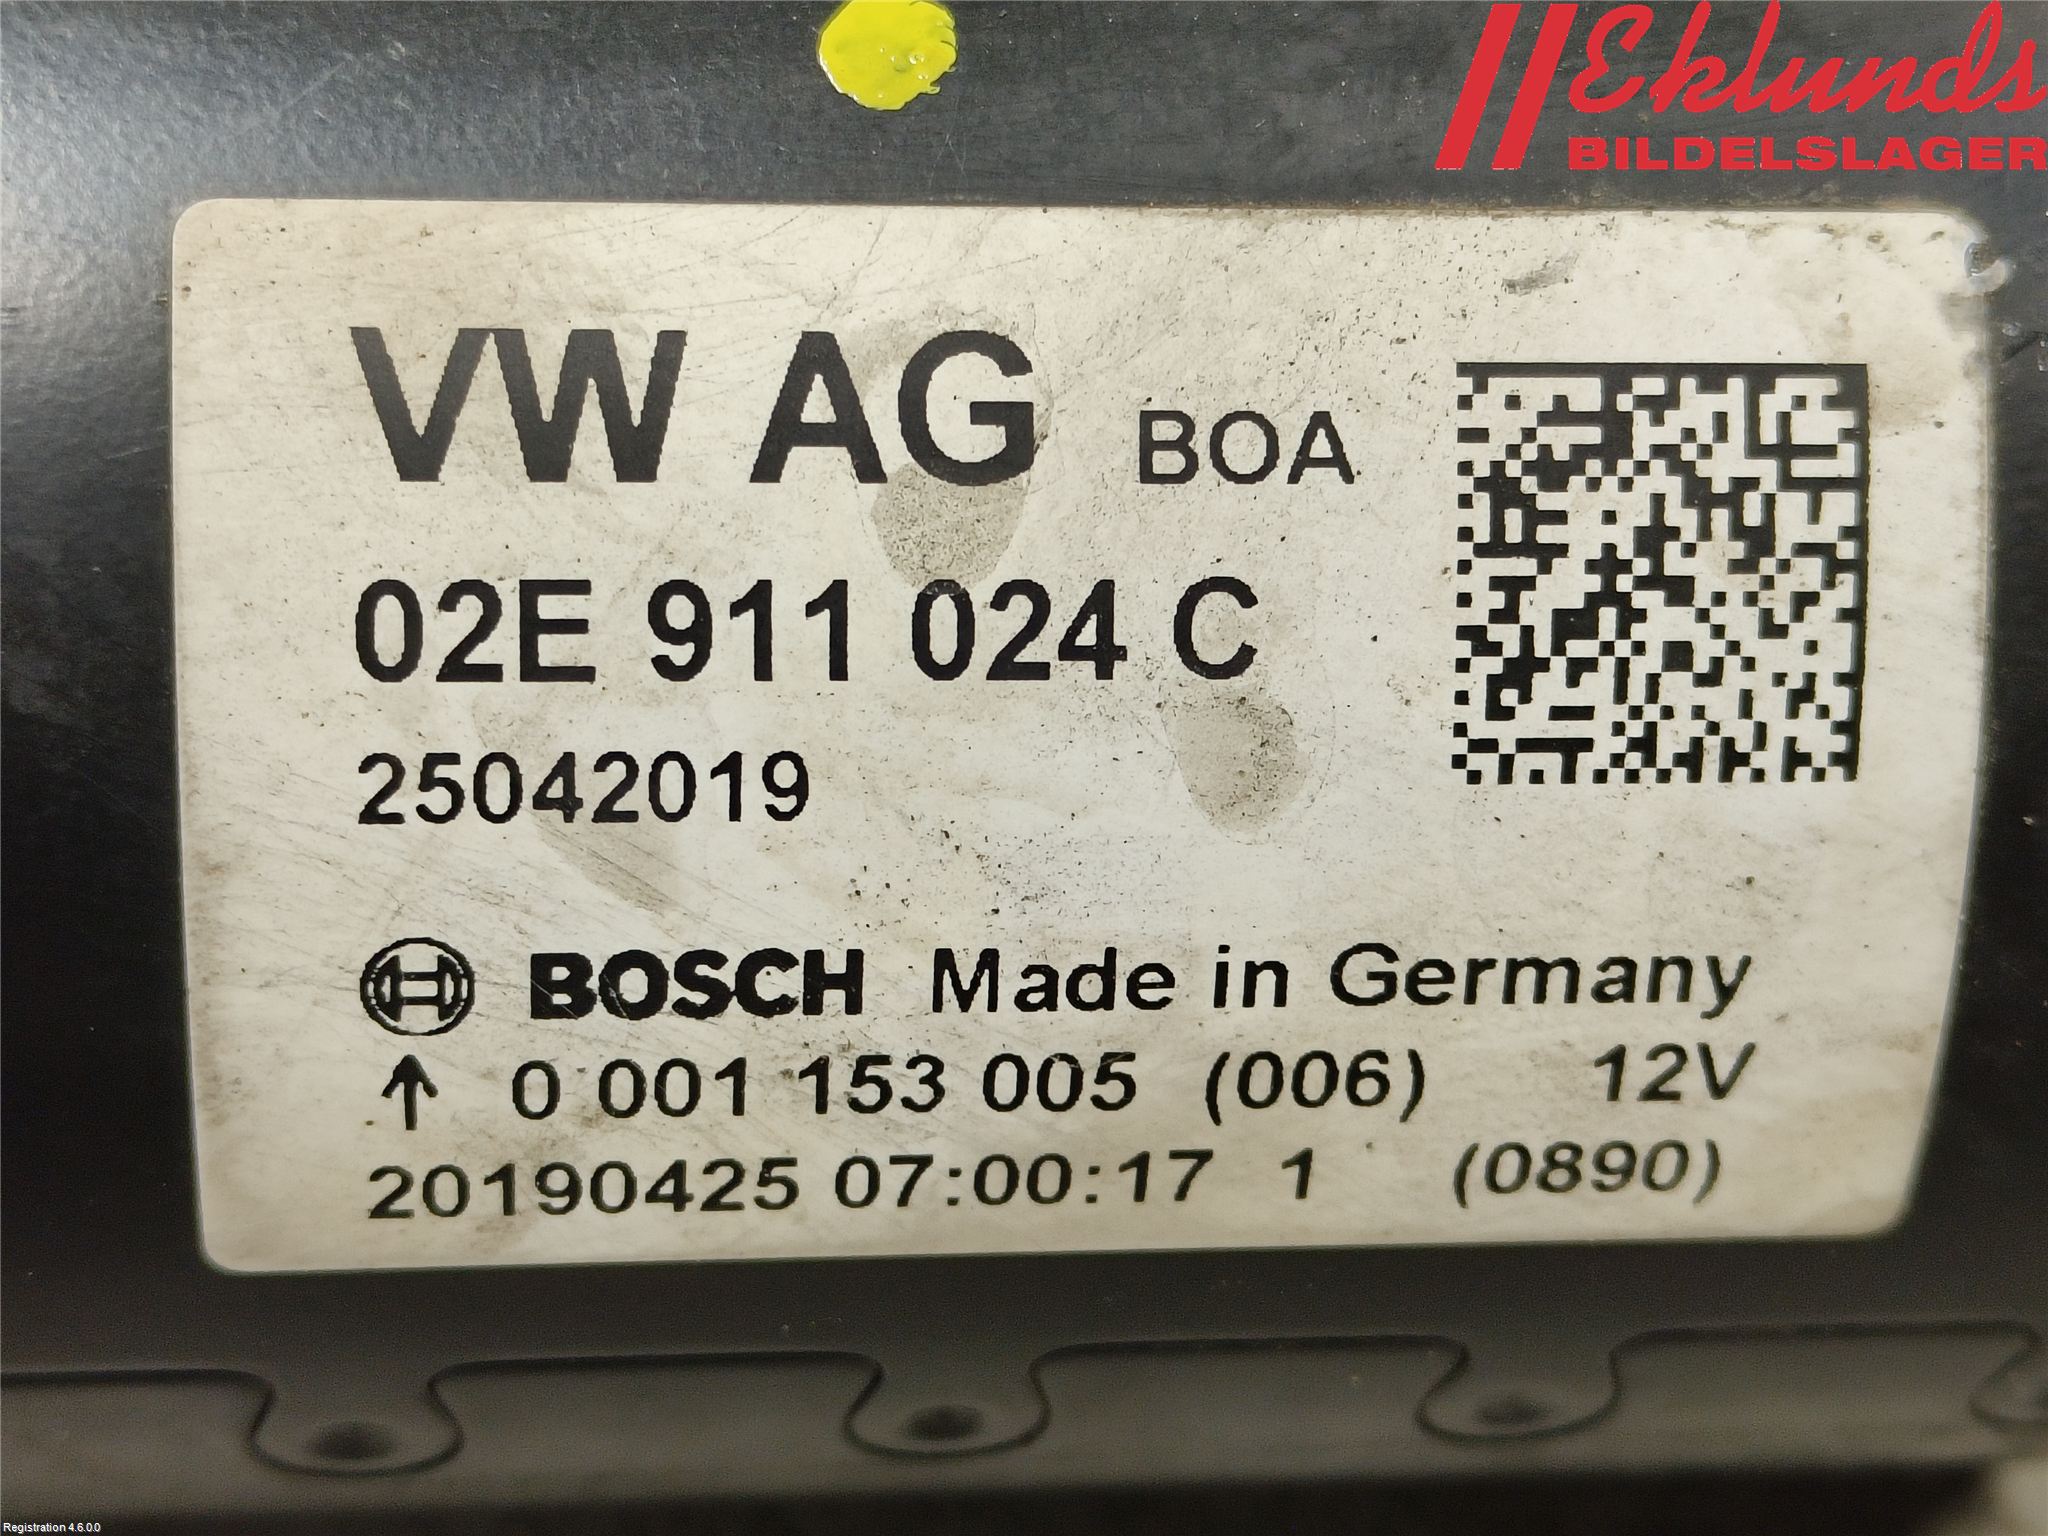 Eklunds
BILDELSLAGER
VW AG BOA
02E 911 024 C
25042019
BOSCH Made in Germany
↑ 0 001 153 005 (006) 12V
20190425 07:00:17 1 (0890)
Registration 4.6.0.0